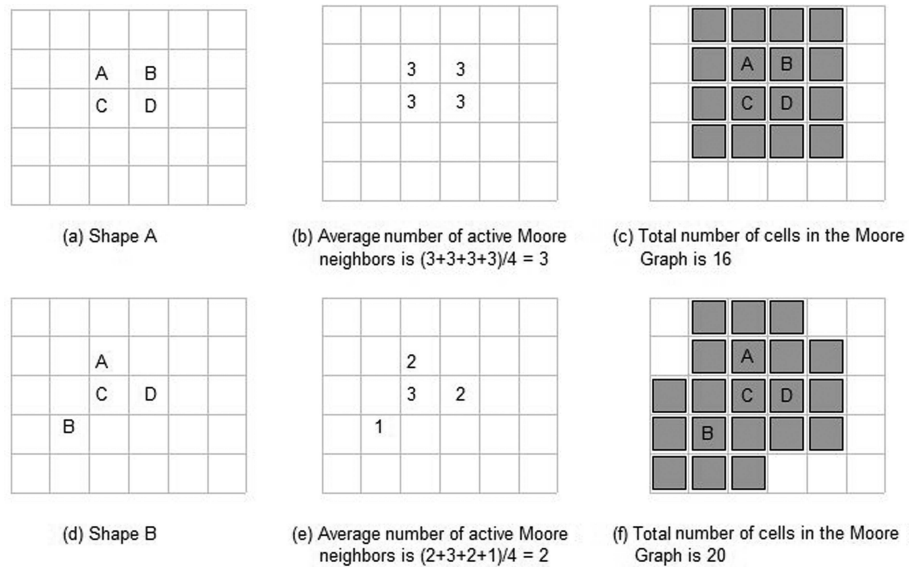 A B
C D
3 3
3 3
A B
C D
(a) Shape A
(b) Average number of active Moore
neighbors is (3+3+3+3)/4 = 3
(c) Total number of cells in the Moore
Graph is 16
A
C D
B
2
3 2
1
A
C D
B
(d) Shape B
(e) Average number of active Moore
neighbors is (2+3+2+1)/4 = 2
(f) Total number of cells in the Moore
Graph is 20